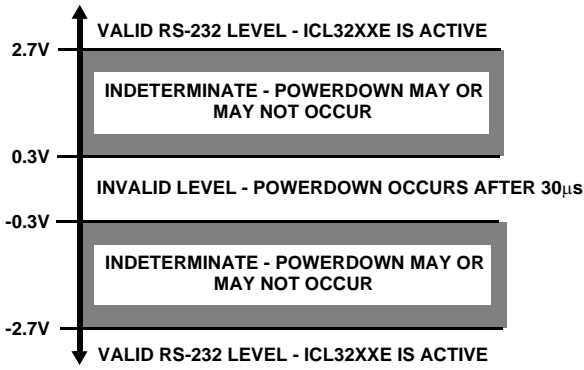 VALID RS-232 LEVEL - ICL32XXE IS ACTIVE
2.7V
INDETERMINATE - POWERDOWN MAY OR
MAY NOT OCCUR
0.3V
INVALID LEVEL - POWERDOWN OCCURS AFTER 30μs
-0.3V
INDETERMINATE - POWERDOWN MAY OR
MAY NOT OCCUR
-2.7V
VALID RS-232 LEVEL - ICL32XXE IS ACTIVE